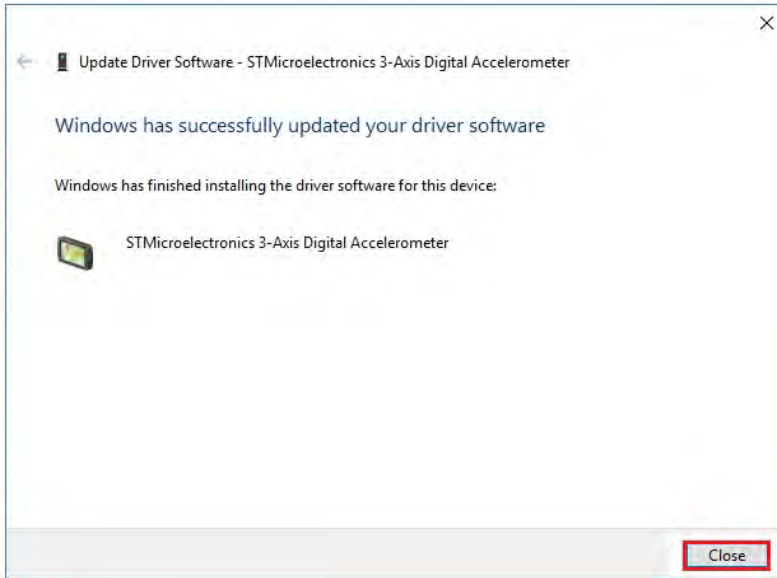 Update Driver Software - STMicroelectronics 3-Axis Digital Accelerometer
Windows has successfully updated your driver software
Windows has finished installing the driver software for this device:
STMicroelectronics 3-Axis Digital Accelerometer
Close